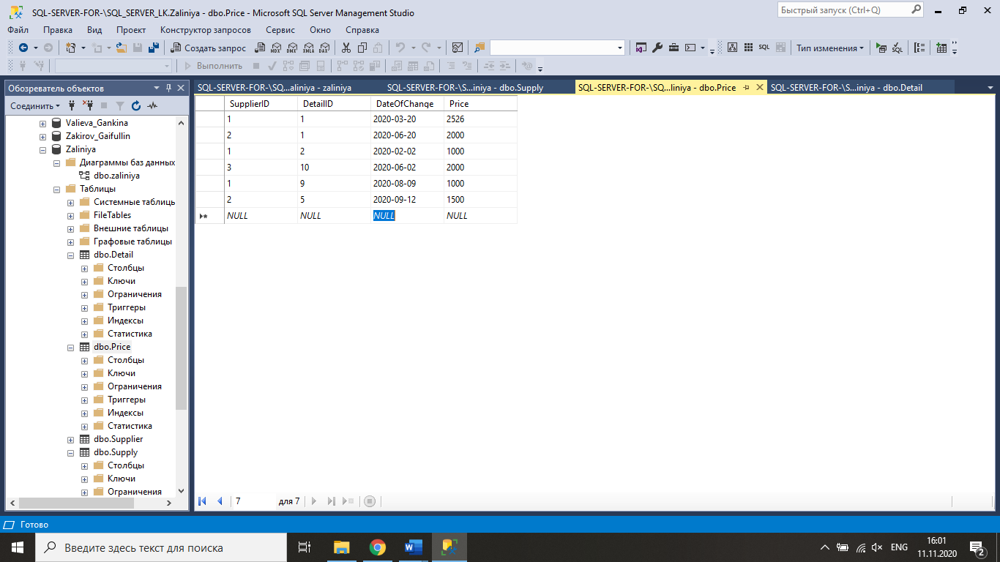 SQL-SERVER-FOR-\SQL_SERVER_LK.Zaliniya - dbo.Price - Microsoft SQL Server Management Studio
Быстрый запуск (Ctrl+Q)
Файл Правка Вид Проект Конструктор запросов Сервис Окно Справка
Создать запрос MDX DMX XMLA DAX SQL Тип изменения SQL
Выполнить
Обозреватель объектов
SQL-SERVER-FOR-\SQ...aliniya - zaliniya SQL-SERVER-FOR-\S...iniya - dbo.Supply SQL-SERVER-FOR-\SQ...liniya - dbo.Price SQL-SERVER-FOR-\S...iniya - dbo.Detail
Соединить
Valieva_Gankina
Zakirov_Gaifullin
Zaliniya
Диаграммы баз данных
dbo.zaliniya
Таблицы
Системные таблиць
FileTables
Внешние таблицы
Графовые таблицы
dbo.Detail
Столбцы
Ключи
Ограничения
Триггеры
Индексы
Статистика
dbo.Price
Столбцы
Ключи
Ограничения
Триггеры
Индексы
Статистика
dbo.Supplier
dbo.Supply
Столбцы
Ключи
Ограничения
SupplierID DetailID DateOfChange Price
1 1 2020-03-20 2526
2 1 2020-06-20 2000
1 2 2020-02-02 1000
3 10 2020-06-02 2000
1 9 2020-08-09 1000
2 5 2020-09-12 1500
NULL NULL NULL NULL
7 для 7
Готово
Введите здесь текст для поиска
ENG
16:01
11.11.2020
2